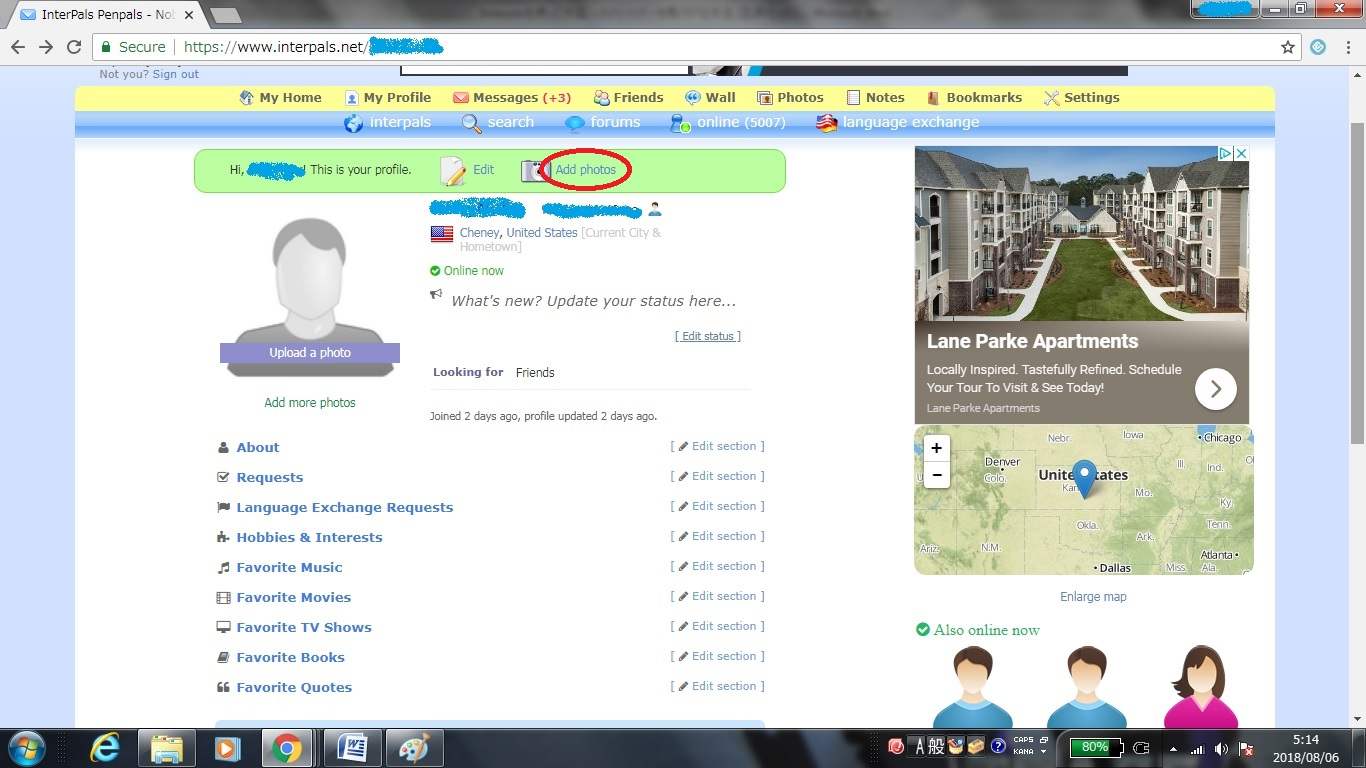 InterPals Penpals - Nob
Secure
https://www.interpals.net/
Not you? Sign out
My Home
My Profile
Messages (+3)
Friends
Wall
Photos
Notes
Bookmarks
Settings
interpals
search
forums
online (5007)
language exchange
Hi, ! This is your profile.
Edit
Add photos
Cheney, United States [Current City &
Hometown]
Online now
What's new? Update your status here...
[ Edit status ]
Upload a photo
Looking for Friends
Add more photos
Joined 2 days ago, profile updated 2 days ago.
About [ Edit section ]
Requests [ Edit section ]
Language Exchange Requests [ Edit section ]
Hobbies & Interests [ Edit section ]
Favorite Music [ Edit section ]
Favorite Movies [ Edit section ]
Favorite TV Shows [ Edit section ]
Favorite Books [ Edit section ]
Favorite Quotes [ Edit section ]
Lane Parke Apartments
Locally Inspired. Tastefully Refined. Schedule
Your Tour To Visit & See Today!
Lane Parke Apartments
+
−
Nebr.
Iowa
Chicago
Denver
Colo.
United States
Ill.
Ind.
Mo.
Ky
Okla.
Tenn.
Ariz.
N.M.
Ark.
Atlanta
Dallas
Miss.
Ala.
Enlarge map
Also online now
A 般
CAPS
KANA
80%
5:14
2018/08/06